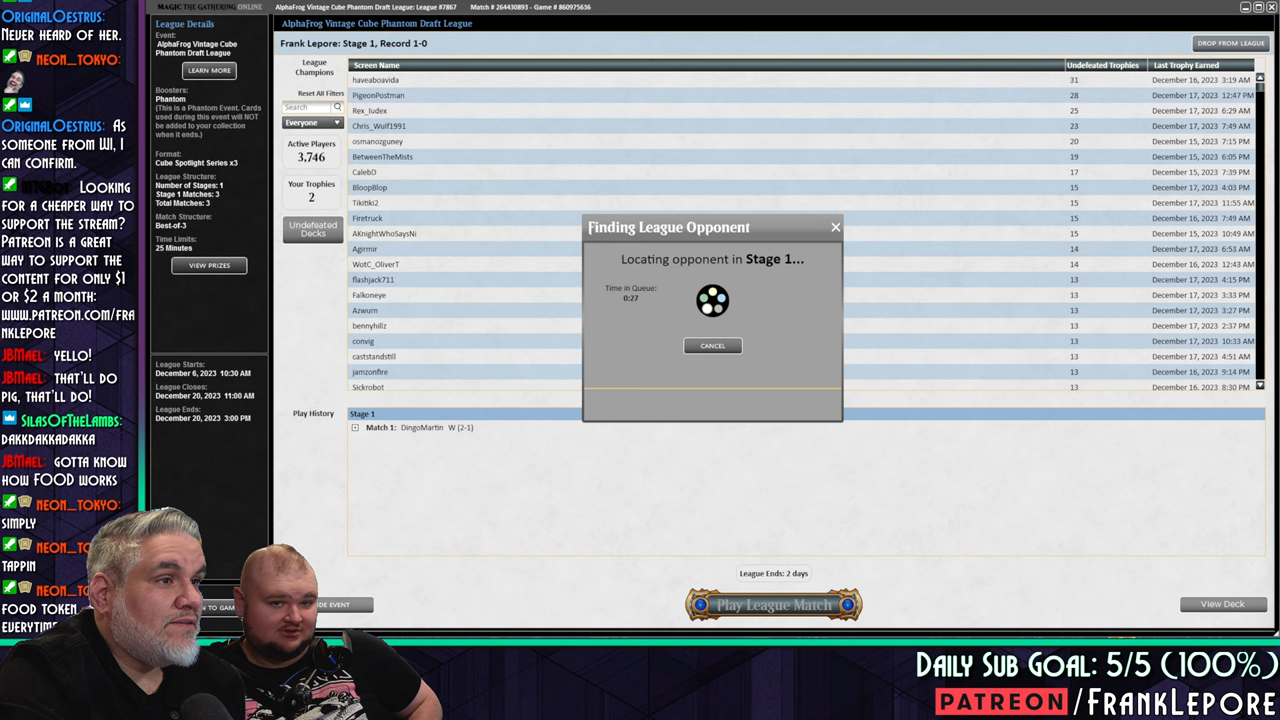 OriginalOestrus:
Never heard of her.
neon_tokyo:
OriginalOestrus: As
someone from WI, I
can confirm.
Looking
for a cheaper way to
support the stream?
Patreon is a great
way to support the
content for only $1
or $2 a month:
www.patreon.com/fra
nklepore
JBMael: Yello!
JBMael: That'll do
pig, that'll do!
SilasOfTheLambs:
dakkdakkadakka
JBMael: Gotta know
how FOOD works
neon_tokyo:
simply
neon_to
tappin
neon_to
food token
everytime
MAGIC THE GATHERING ONLINE
AlphaFrog Vintage Cube Phantom Draft League: League #7867
Match # 264430893 - Game # 860975636
League Details
Event:
AlphaFrog Vintage Cube
Phantom Draft League
LEARN MORE
Boosters:
Phantom
(This is a Phantom Event. Cards
used during this event will NOT
be added to your collection
when it ends.)
Format:
Cube Spotlight Series x3
League Structure:
Number of Stages: 1
Stage 1 Matches: 3
Total Matches: 3
Match Structure:
Best-of-3
Time Limits:
25 Minutes
VIEW PRIZES
League Starts:
December 6, 2023 10:30 AM
League Closes:
December 20, 2023 11:00 AM
League Ends:
December 20, 2023 3:00 PM
AlphaFrog Vintage Cube Phantom Draft League
Frank Lepore: Stage 1, Record 1-0
DROP FROM LEAGUE
League
Champions
Reset All Filters
Search
Everyone
Active Players
3,746
Your Trophies
2
Undefeated
Decks
Screen Name Undefeated Trophies Last Trophy Earned
haveaboavida 31 December 16, 2023 3:19 AM
PigeonPostman 28 December 16, 2023 12:47 PM
Rex_Iudex 25 December 17, 2023 6:29 AM
Chris_Wulf1991 23 December 17, 2023 7:49 AM
osmanozguney 20 December 15, 2023 7:15 PM
BetweenTheMists 19 December 15, 2023 6:05 PM
CalebD 17 December 15, 2023 7:39 PM
BloopBlop 15 December 17, 2023 4:03 PM
Tikitiki2 15 December 17, 2023 11:55 AM
Firetruck 15 December 16, 2023 7:49 AM
AKnightWhoSaysNi 15 December 15, 2023 10:49 AM
Agirmir 14 December 17, 2023 6:53 AM
WotC_OliverT 14 December 16, 2023 12:43 AM
flashjack711 13 December 17, 2023 4:15 PM
Falkoneye 13 December 17, 2023 3:33 PM
Azwurn 13 December 17, 2023 3:27 PM
bennyhillz 13 December 17, 2023 2:37 PM
convig 13 December 17, 2023 10:33 AM
caststandstill 13 December 17, 2023 4:51 AM
jamzonfire 13 December 16, 2023 9:14 PM
Sickrobot 13 December 16, 2023 8:30 PM
Finding League Opponent
Locating opponent in Stage 1...
Time in Queue:
0:27
CANCEL
Play History
Stage 1
Match 1: DingoMartin W (2-1)
League Ends: 2 days
N TO GAM
DE EVENT
Play League Match
View Deck
Daily Sub Goal: 5/5 (100%)
PATREON/FrankLepore